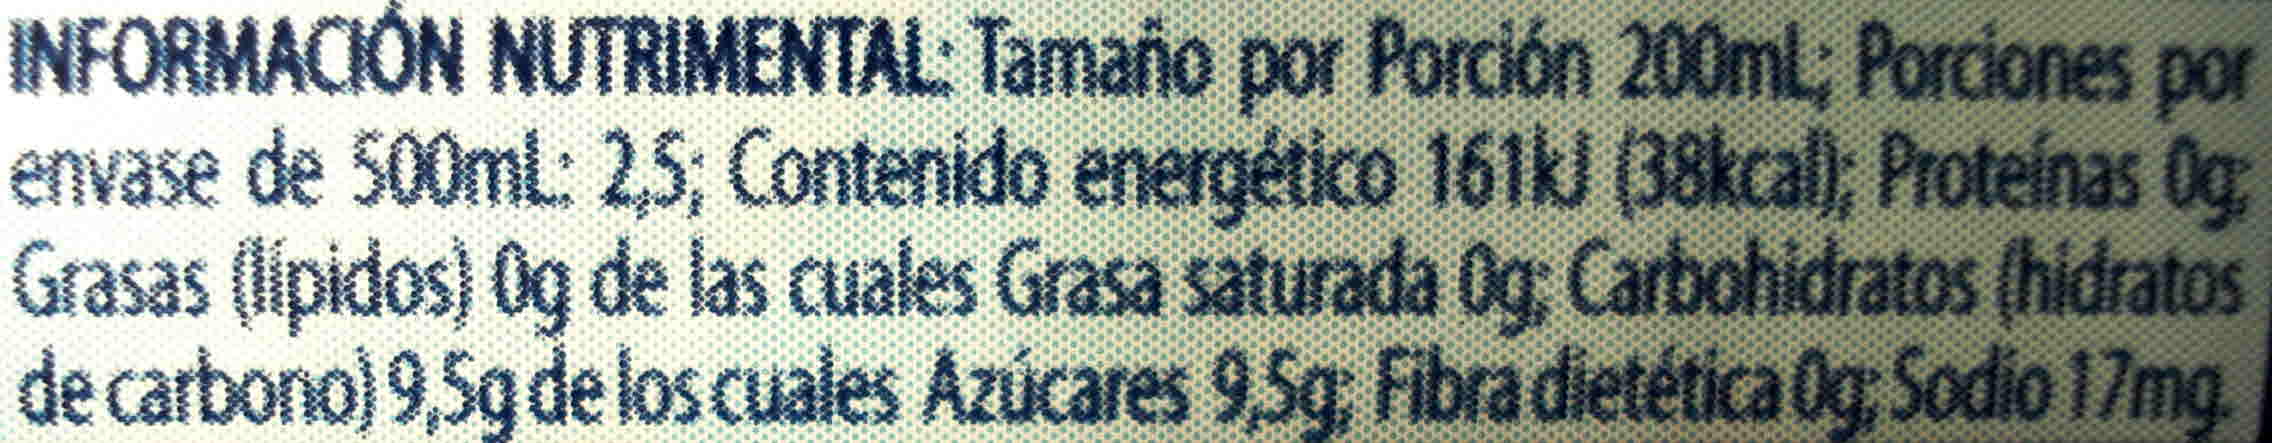 INFORMACIÓN NUTRIMENTAL: Tamaño por Porción 200mL; Porciones por
envase de 500mL: 2,5; Contenido energético 161kJ (38kcal); Proteínas 0g;
Grasas (lípidos) 0g de las cuales Grasa saturada 0g; Carbohidratos (hidratos
de carbono) 9,5g de los cuales Azúcares 9,5g; Fibra dietética 0g; Sodio 17mg.